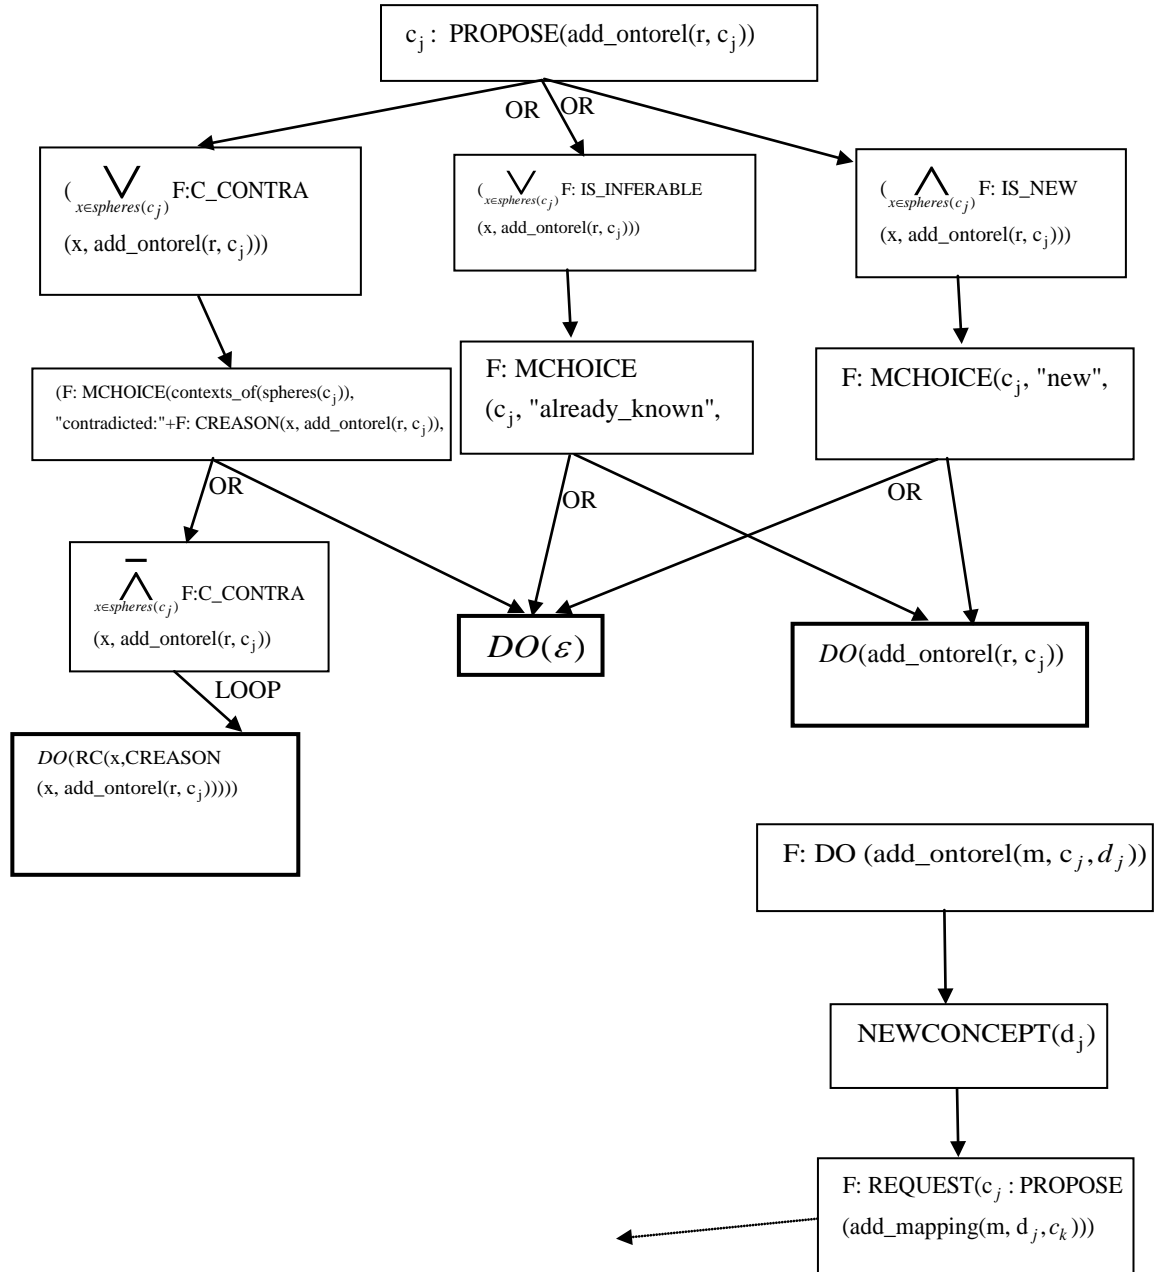 c_j : PROPOSE(add_ontorel(r, c_j))
OR OR
( ⋁ F:C_CONTRA
x∈spheres(c_j)
(x, add_ontorel(r, c_j)))
( ⋁ F: IS_INFERABLE
x∈spheres(c_j)
(x, add_ontorel(r, c_j)))
( ⋀ F: IS_NEW
x∈spheres(c_j)
(x, add_ontorel(r, c_j)))
(F: MCHOICE(contexts_of(spheres(c_j)),
"contradicted:"+F: CREASON(x, add_ontorel(r, c_j)),
F: MCHOICE
(c_j, "already_known",
F: MCHOICE(c_j, "new",
OR
OR
OR
⋀̅ F:C_CONTRA
x∈spheres(c_j)
(x, add_ontorel(r, c_j))
DO(ε)
DO(add_ontorel(r, c_j))
LOOP
DO(RC(x,CREASON
(x, add_ontorel(r, c_j)))))
F: DO (add_ontorel(m, c_j,d_j))
NEWCONCEPT(d_j)
F: REQUEST(c_j : PROPOSE
(add_mapping(m, d_j,c_k)))